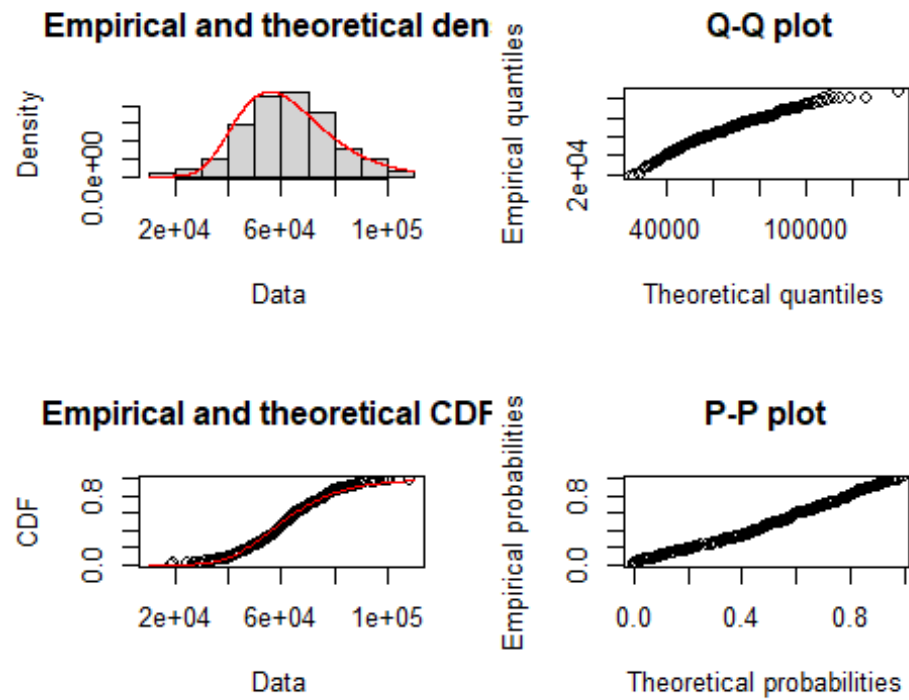 Empirical and theoretical dens
Density
0.0e+00
2e+04 6e+04 1e+05
Data
Q-Q plot
Empirical quantiles
2e+04
40000 100000
Theoretical quantiles
Empirical and theoretical CDF
CDF
0.0 0.8
2e+04 6e+04 1e+05
Data
P-P plot
Empirical probabilities
0.0 0.8
0.0 0.4 0.8
Theoretical probabilities